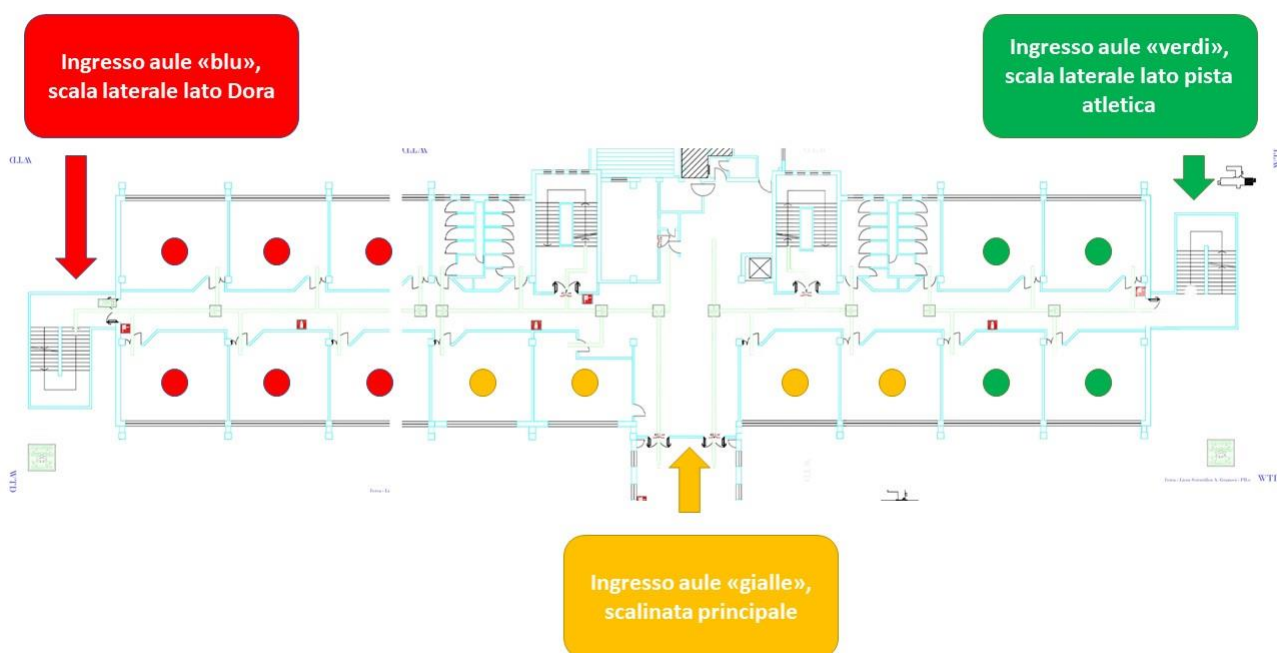 Ingresso aule «blu»,
scala laterale lato Dora
Ingresso aule «verdi»,
scala laterale lato pista
atletica
Ingresso aule «gialle»,
scalinata principale